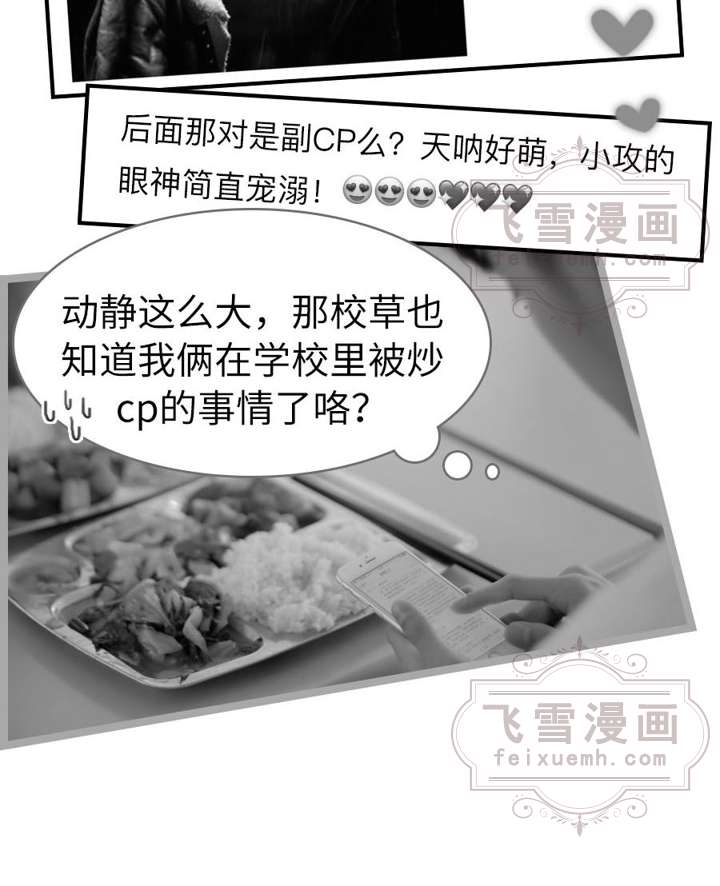 后面那对是副CP么？天呐好萌，小攻的
眼神简直宠溺！😍😍😍💖💖💖
飞雪漫画
feixuemh.com
动静这么大，那校草也
知道我俩在学校里被炒
cp的事情了咯？
飞雪漫画
feixuemh.com